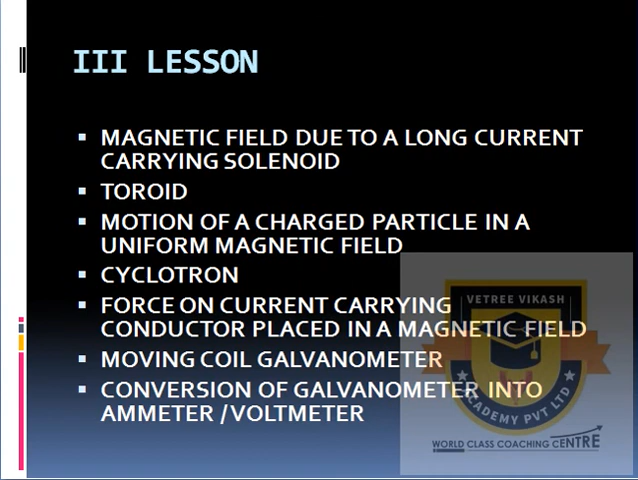 III LESSON
MAGNETIC FIELD DUE TO A LONG CURRENT
CARRYING SOLENOID
TOROID
MOTION OF A CHARGED PARTICLE IN A
UNIFORM MAGNETIC FIELD
CYCLOTRON
FORCE ON CURRENT CARRYING
CONDUCTOR PLACED IN A MAGNETIC FIELD
MOVING COIL GALVANOMETER
CONVERSION OF GALVANOMETER INTO
AMMETER / VOLTMETER
VETREE VIKASH
ACADEMY PVT LTD
WORLD CLASS COACHING CENTRE